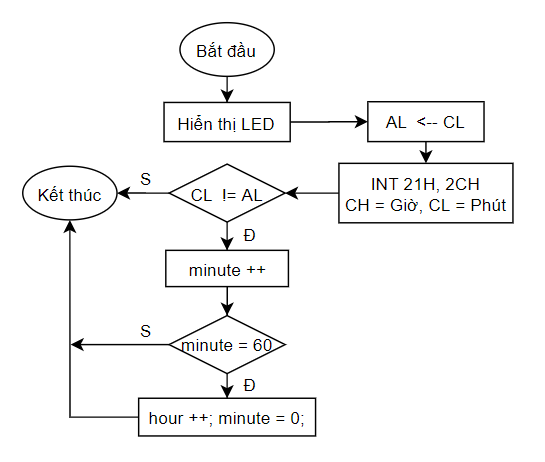 Bắt đầu
Hiển thị LED
AL <-- CL
INT 21H, 2CH
CH = Giờ, CL = Phút
CL != AL
S
Kết thúc
Đ
minute ++
minute = 60
S
Đ
hour ++; minute = 0;